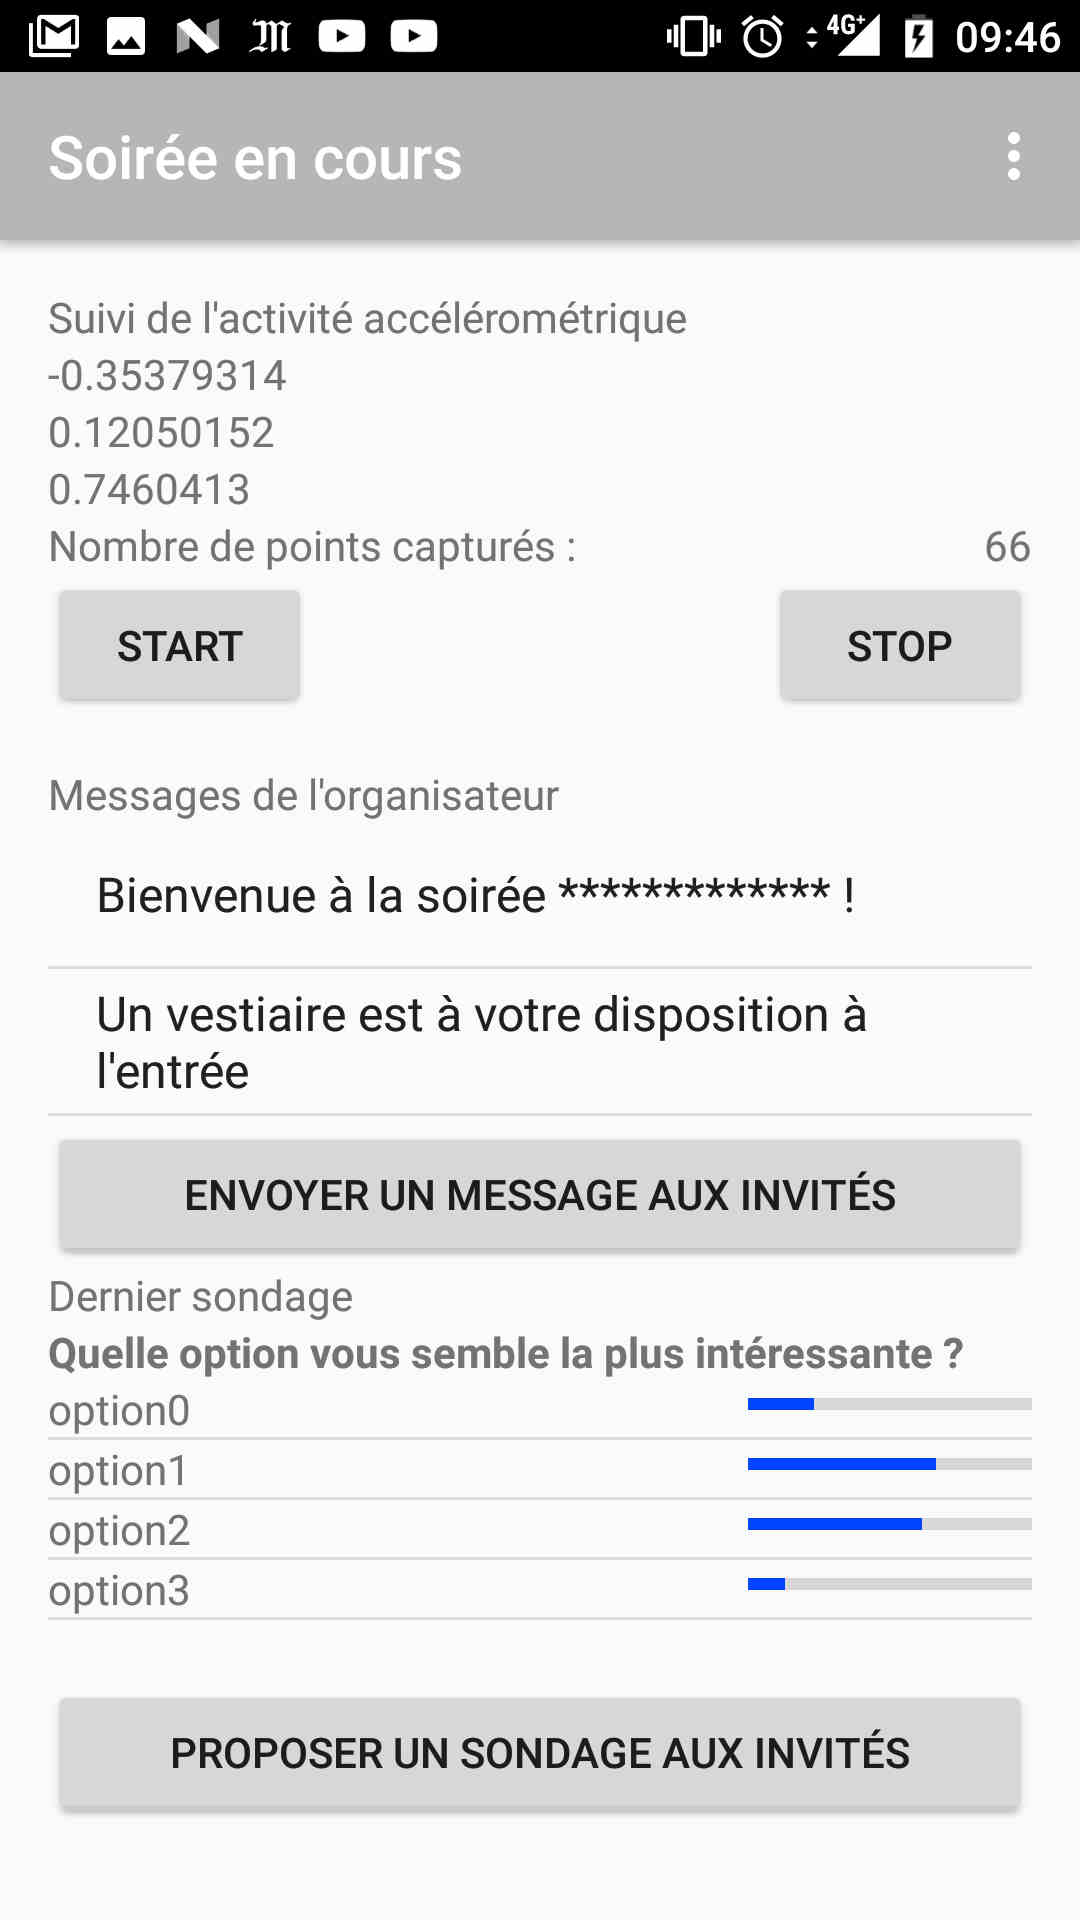 4G+ 09:46
Soirée en cours
Suivi de l'activité accélérométrique
-0.35379314
0.12050152
0.7460413
Nombre de points capturés : 66
START STOP
Messages de l'organisateur
Bienvenue à la soirée ************* !
Un vestiaire est à votre disposition à
l'entrée
ENVOYER UN MESSAGE AUX INVITÉS
Dernier sondage
Quelle option vous semble la plus intéressante ?
option0
option1
option2
option3
PROPOSER UN SONDAGE AUX INVITÉS